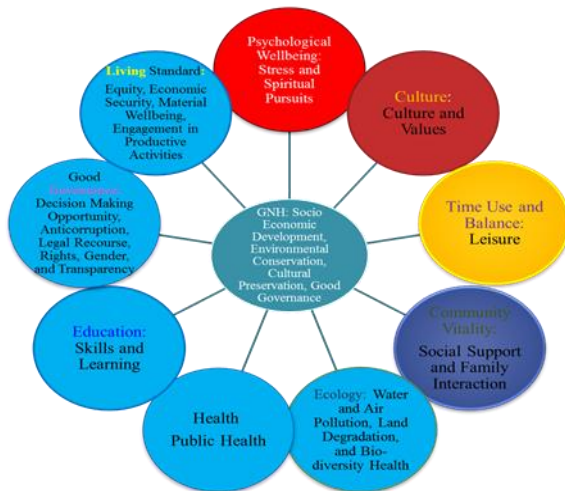 Psychological
Wellbeing:
Stress and
Spiritual
Pursuits
Culture:
Culture and
Values
Time Use and
Balance:
Leisure
Community
Vitality:
Social Support
and Family
Interaction
Ecology: Water
and Air
Pollution, Land
Degradation,
and Bio-
diversity Health
Health
Public Health
Education:
Skills and
Learning
Good
Governance:
Decision Making
Opportunity,
Anticorruption,
Legal Recourse,
Rights, Gender,
and Transparency
Living Standard:
Equity, Economic
Security, Material
Wellbeing,
Engagement in
Productive
Activities
GNH: Socio
Economic
Development,
Environmental
Conservation,
Cultural
Preservation, Good
Governance